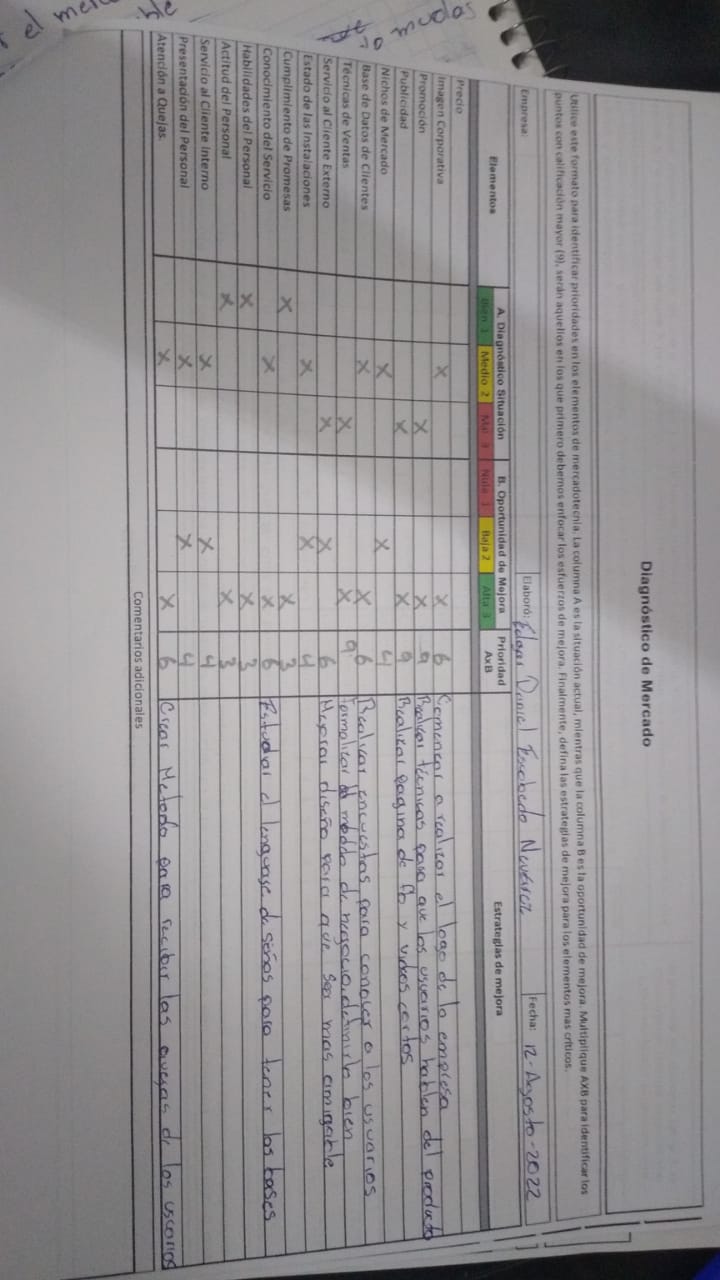 Diagnóstico de Mercado
Utilice este formato para identificar prioridades en los elementos de mercadotecnia. La columna A es la situación actual, mientras que la columna B es la oportunidad de mejora. Multiplique AXB para identificar los
puntos con calificación mayor (9), serán aquellos en los que primero debemos enfocar los esfuerzos de mejora. Finalmente, defina las estrategias de mejora para los elementos mas críticos.
Empresa: Elaboró: Edgar Daniel Escobedo Fecha: 12-Agosto-2022
Elementos A. Diagnóstico Situación B. Oportunidad de Mejora Prioridad Estrategias de mejora
Bien 1 Medio 2 Mal 3 Nula 1 Baja 2 Alta 3 AxB
Precio
Imagen Corporativa X X 6 Comenzar a realizar el logo de la empresa
Promoción X X 9 Realizar técnicas para que los usuarios hablen del producto
Publicidad X X 9 Realizar pagina de fb y videos cortos
Nichos de Mercado X X 4
Base de Datos de Clientes X X 6 Realizar encuestas para conocer a los usuarios
Técnicas de Ventas X X 9 Formalizar modelo de negocio, definirlo bien
Servicio al Cliente Externo X X 6 Mejorar diseño para que sea mas amigable
Estado de las Instalaciones X X 4
Cumplimiento de Promesas X X 3
Conocimiento del Servicio X X 6 Estudiar el lenguaje de señas para tener las bases
Habilidades del Personal X X 3
Actitud del Personal X X 3
Servicio al Cliente Interno X X 4
Presentación del Personal X X 4
Atención a Quejas X X 6 Crear Metodo para recibir las quejas de los usuarios
Comentarios adicionales